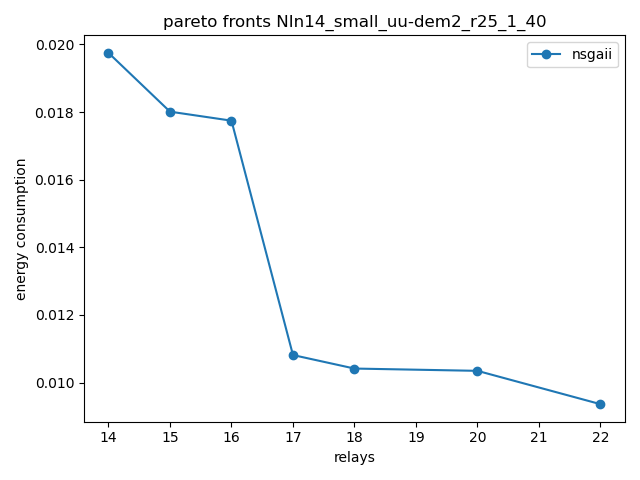 pareto fronts NIn14_small_uu-dem2_r25_1_40
nsgaii
energy consumption
0.020
0.018
0.016
0.014
0.012
0.010
14 15 16 17 18 19 20 21 22
relays